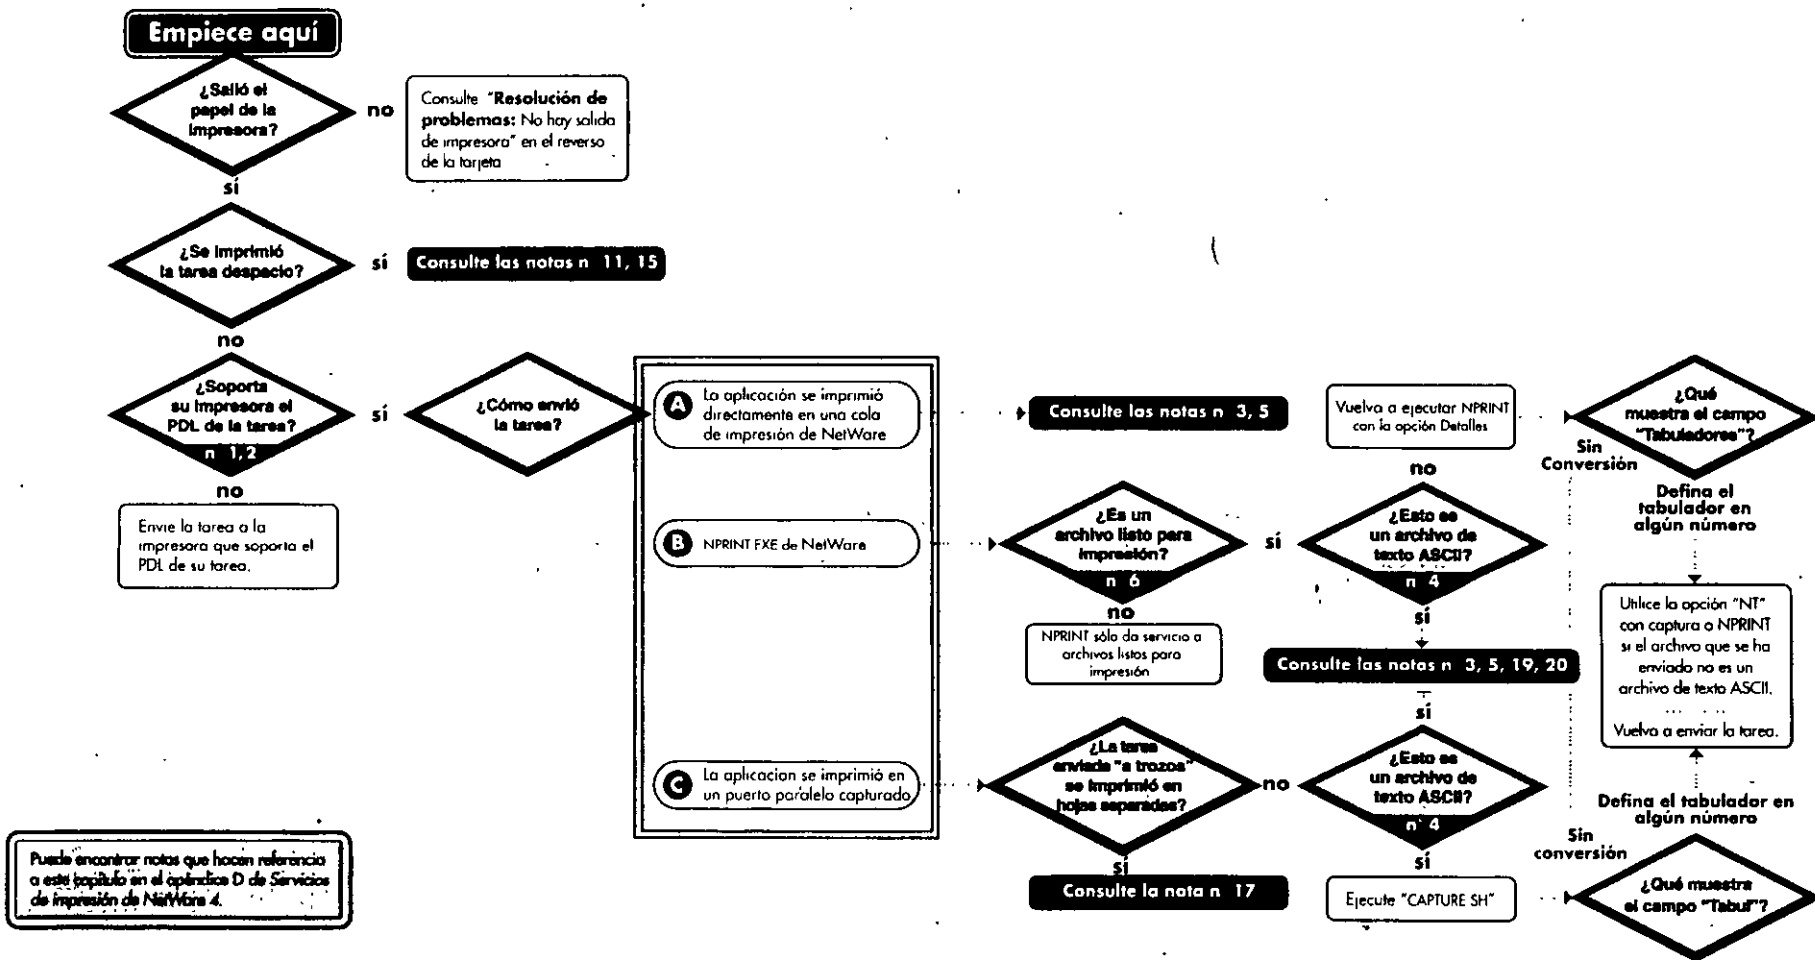 Empiece aquí
¿Salió el
papel de la
impresora?
no
Consulte "Resolución de
problemas: No hay salida
de impresora" en el reverso
de la tarjeta
sí
¿Se imprimió
la tarea despacio?
sí
Consulte las notas n 11, 15
no
¿Soporta
su impresora el
PDL de la tarea?
n 1,2
sí
no
Envie la tarea a la
impresora que soporta el
PDL de su tarea.
¿Cómo envió
la tarea?
A La aplicación se imprimió
directamente en una cola
de impresión de NetWare
Consulte las notas n 3, 5
B NPRINT EXE de NetWare
¿Es un
archivo listo para
impresión?
n 6
sí
no
NPRINT sólo da servicio a
archivos listos para
impresión
Vuelva a ejecutar NPRINT
con la opción Detalles
no
¿Esto es
un archivo de
texto ASCII?
n 4
sí
Consulte las notas n 3, 5, 19, 20
sí
C La aplicacion se imprimió en
un puerto paralelo capturado
¿La tarea
enviada "a trozos"
se imprimió en
hojas separadas?
no
sí
Consulte la nota n 17
¿Esto es
un archivo de
texto ASCII?
n 4
sí
Ejecute "CAPTURE SH"
¿Qué
muestra el campo
"Tabuladores"?
Sin
Conversión
Defina el
tabulador en
algún número
Utilice la opción "NT"
con captura o NPRINT
si el archivo que se ha
enviado no es un
archivo de texto ASCII.
Vuelva a enviar la tarea.
Defina el tabulador en
algún número
Sin
conversión
¿Qué muestra
el campo "Tabul"?
Puede encontrar notas que hacen referencia
a este capítulo en el apéndice D de Servicios
de impresión de NetWare 4.